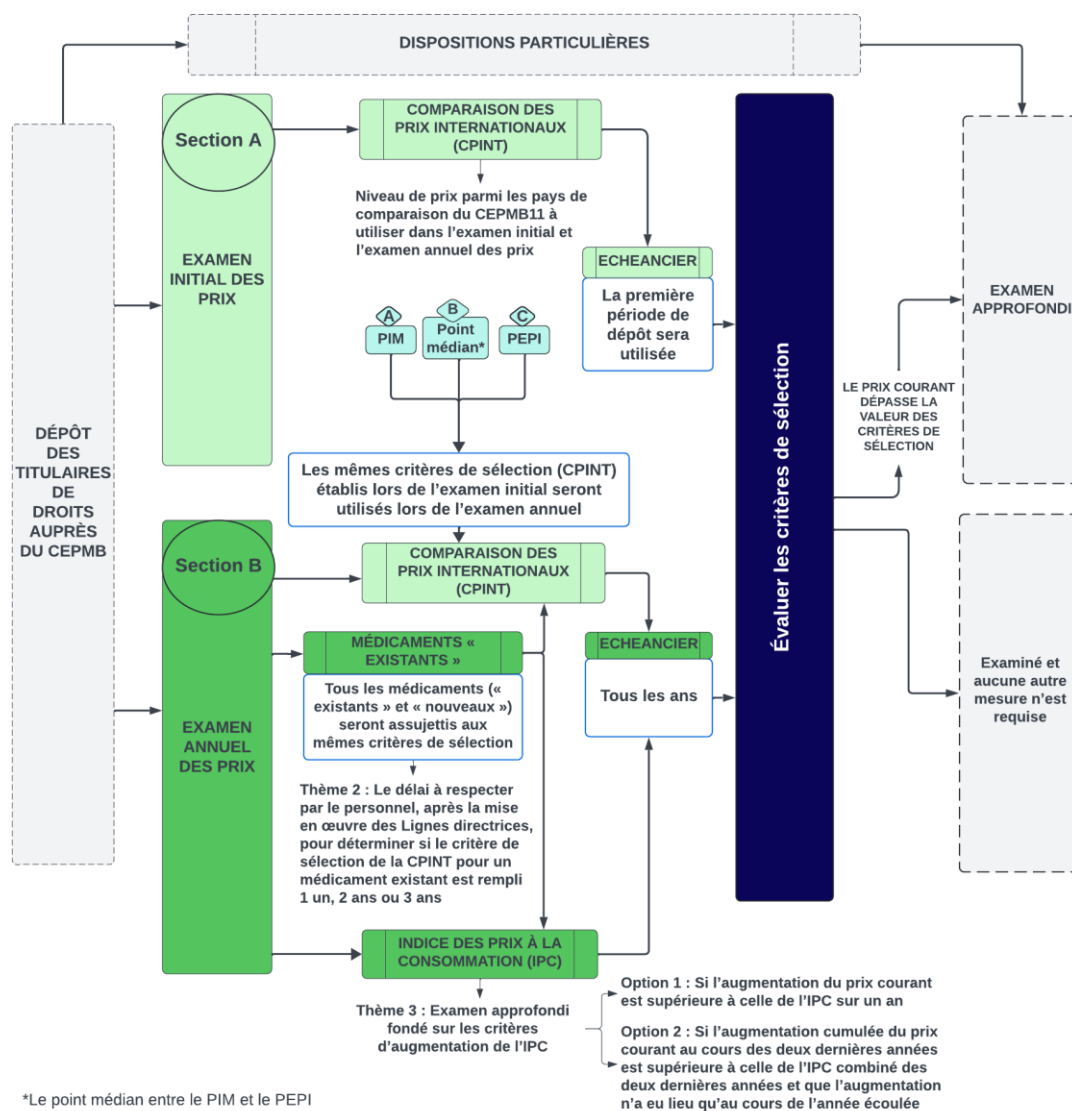 DISPOSITIONS PARTICULIÈRES
DÉPÔT
DES
TITULAIRES
DE
DROITS
AUPRÈS
DU CEPMB
Section A
EXAMEN
INITIAL DES
PRIX
COMPARAISON DES
PRIX INTERNATIONAUX
(CPINT)
Niveau de prix parmi les pays de
comparaison du CEPMB11 à
utiliser dans l’examen initial et
l’examen annuel des prix
ECHEANCIER
La première
période de
dépôt sera
utilisée
A
PIM
B
Point
médian*
C
PEPI
Les mêmes critères de sélection (CPINT)
établis lors de l’examen initial seront
utilisés lors de l’examen annuel
Section B
EXAMEN
ANNUEL
DES PRIX
COMPARAISON DES
PRIX INTERNATIONAUX
(CPINT)
MÉDICAMENTS «
EXISTANTS »
Tous les médicaments («
existants » et « nouveaux »)
seront assujettis aux
mêmes critères de sélection
Thème 2 : Le délai à respecter
par le personnel, après la mise
en œuvre des Lignes directrices,
pour déterminer si le critère de
sélection de la CPINT pour un
médicament existant est rempli
1 un, 2 ans ou 3 ans
ECHEANCIER
Tous les ans
INDICE DES PRIX À LA
CONSOMMATION (IPC)
Thème 3 : Examen approfondi
fondé sur les critères
d’augmentation de l’IPC
Option 1 : Si l’augmentation du prix courant
est supérieure à celle de l’IPC sur un an
Option 2 : Si l’augmentation cumulée du prix
courant au cours des deux dernières années
est supérieure à celle de l’IPC combiné des
deux dernières années et que l’augmentation
n’a eu lieu qu’au cours de l’année écoulée
Évaluer les critères de sélection
LE PRIX COURANT
DÉPASSE LA
VALEUR DES
CRITÈRES DE
SÉLECTION
EXAMEN
APPROFONDI
Examiné et
aucune autre
mesure n’est
requise
*Le point médian entre le PIM et le PEPI